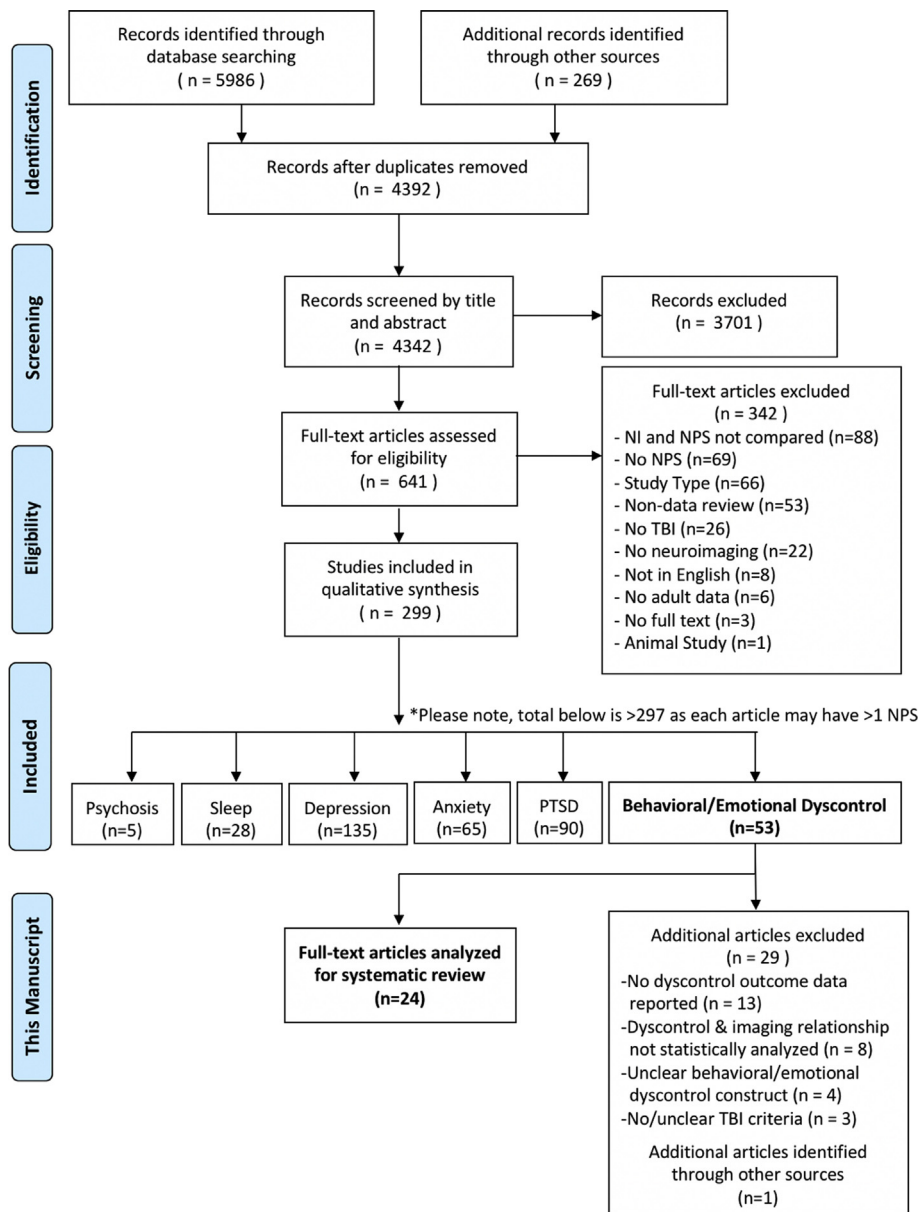 Identification
Records identified through
database searching
( n = 5986 )
Additional records identified
through other sources
( n = 269 )
Records after duplicates removed
(n = 4392 )
Screening
Records screened by title
and abstract
( n = 4342 )
Records excluded
(n = 3701 )
Eligibility
Full-text articles assessed
for eligibility
( n = 641 )
Full-text articles excluded
(n = 342 )
- NI and NPS not compared (n=88)
- No NPS (n=69)
- Study Type (n=66)
- Non-data review (n=53)
- No TBI (n=26)
- No neuroimaging (n=22)
- Not in English (n=8)
- No adult data (n=6)
- No full text (n=3)
- Animal Study (n=1)
Studies included in
qualitative synthesis
( n = 299 )
Included
*Please note, total below is >297 as each article may have >1 NPS
Psychosis
(n=5)
Sleep
(n=28)
Depression
(n=135)
Anxiety
(n=65)
PTSD
(n=90)
Behavioral/Emotional Dyscontrol
(n=53)
This Manuscript
Full-text articles analyzed
for systematic review
(n=24)
Additional articles excluded
(n = 29 )
-No dyscontrol outcome data
reported (n = 13)
-Dyscontrol & imaging relationship
not statistically analyzed (n = 8)
-Unclear behavioral/emotional
dyscontrol construct (n = 4)
-No/unclear TBI criteria (n = 3)
Additional articles identified
through other sources
(n=1)